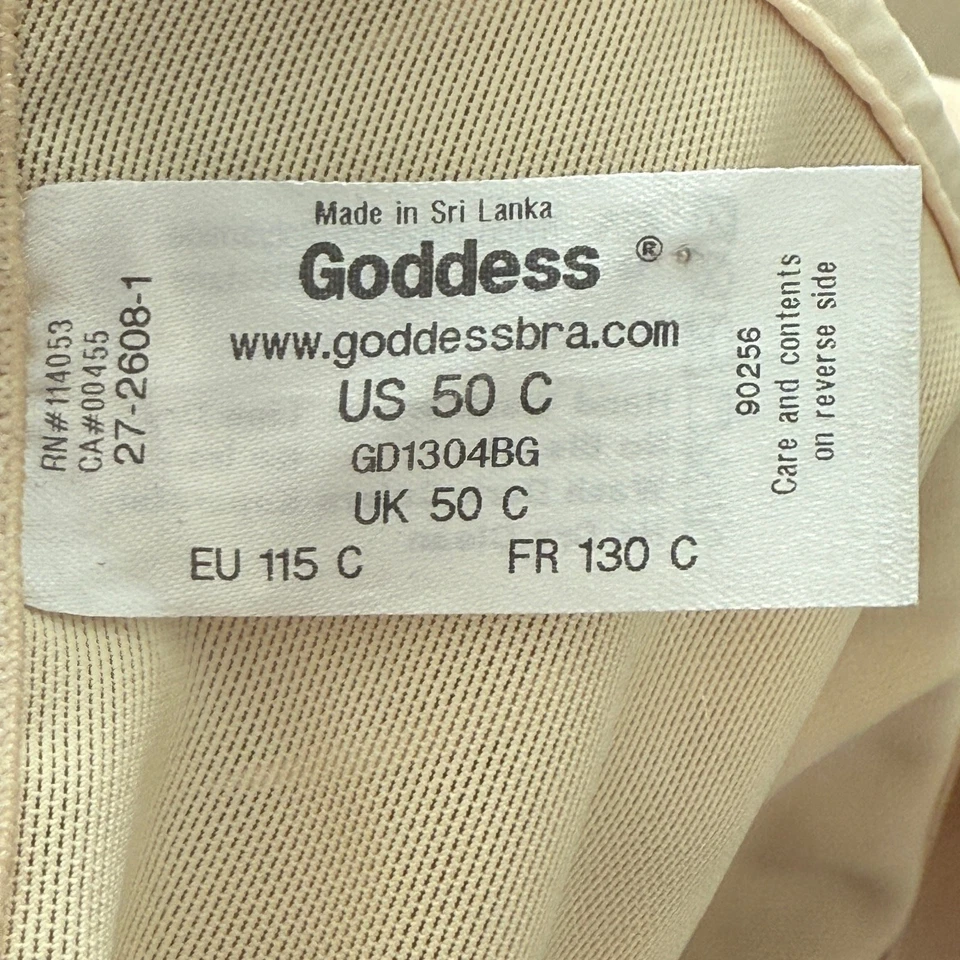 RN#114053
CA#00455
27-2608-1
Made in Sri Lanka
Goddess ®
www.goddessbra.com
US 50 C
GD1304BG
UK 50 C
EU 115 C FR 130 C
90256
Care and contents
on reverse side